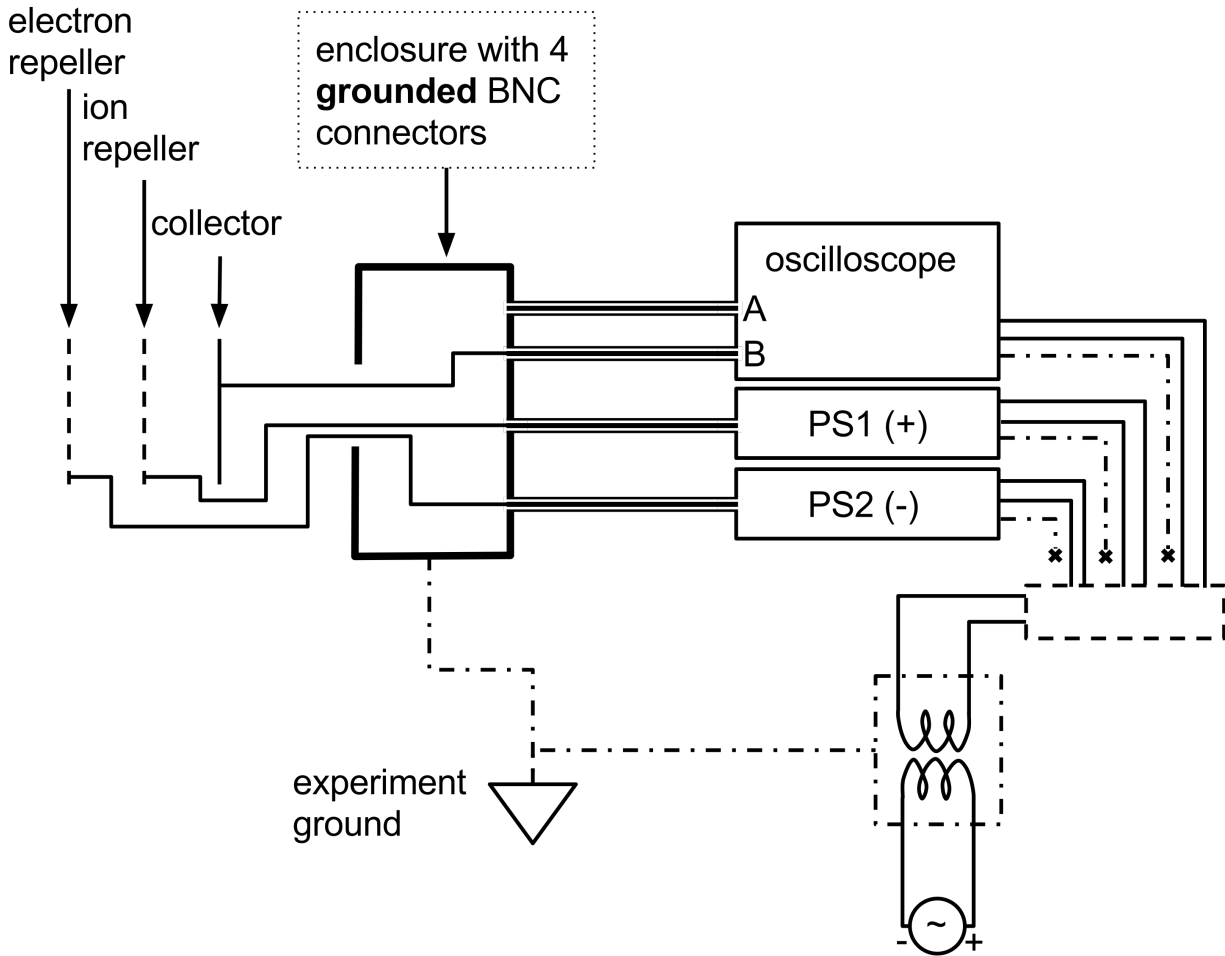 electron
repeller
ion
repeller
collector
enclosure with 4
grounded BNC
connectors
oscilloscope
A
B
PS1 (+)
PS2 (-)
experiment
ground
~
- +